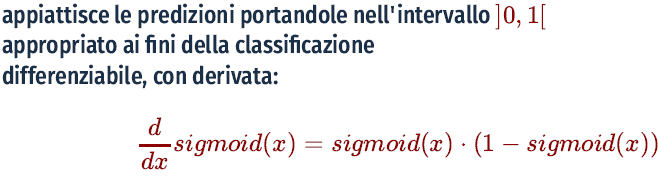 appiattisce le predizioni portandole nell'intervallo ]0, 1[
appropriato ai fini della classificazione
differenziabile, con derivata:
d/dx sigmoid(x) = sigmoid(x) · (1 − sigmoid(x))